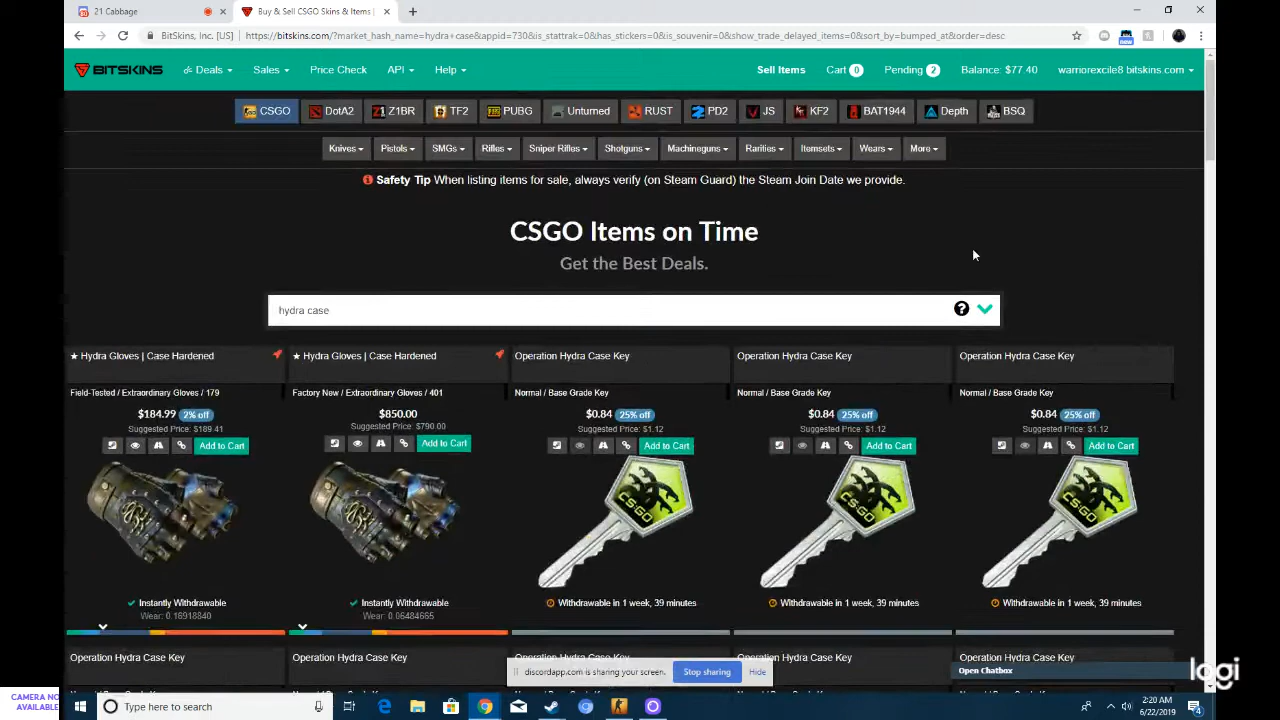 21 Cabbage
Buy & Sell CSGO Skins & Items |
BitSkins, Inc. [US]
https://bitskins.com/?market_hash_name=hydra+case&appid=730&is_stattrak=0&has_stickers=0&is_souvenir=0&show_trade_delayed_items=0&sort_by=bumped_at&order=desc
BITSKINS Deals Sales Price Check API Help Sell Items Cart 0 Pending 2 Balance: $77.40 warriorexcile8 bitskins.com
CSGO DotA2 Z1BR TF2 PUBG Unturned RUST PD2 JS KF2 BAT1944 Depth BSQ
Knives Pistols SMGs Rifles Sniper Rifles Shotguns Machineguns Rarities Itemsets Wears More
Safety Tip When listing items for sale, always verify (on Steam Guard) the Steam Join Date we provide.
CSGO Items on Time
Get the Best Deals.
hydra case
★ Hydra Gloves | Case Hardened
Field-Tested / Extraordinary Gloves / 179
$184.99 2% off
Suggested Price: $189.41
Add to Cart
Instantly Withdrawable
Wear: 0.16918840
★ Hydra Gloves | Case Hardened
Factory New / Extraordinary Gloves / 401
$850.00
Suggested Price: $790.00
Add to Cart
Instantly Withdrawable
Wear: 0.06484665
Operation Hydra Case Key
Normal / Base Grade Key
$0.84 25% off
Suggested Price: $1.12
Add to Cart
CS:GO
Withdrawable in 1 week, 39 minutes
Operation Hydra Case Key
Normal / Base Grade Key
$0.84 25% off
Suggested Price: $1.12
Add to Cart
CS:GO
Withdrawable in 1 week, 39 minutes
Operation Hydra Case Key
Normal / Base Grade Key
$0.84 25% off
Suggested Price: $1.12
Add to Cart
CS:GO
Withdrawable in 1 week, 39 minutes
Operation Hydra Case Key
Operation Hydra Case Key
Operation Hydra Case Key
Operation Hydra Case Key
Operation Hydra Case Key
discordapp.com is sharing your screen. Stop sharing Hide
Open Chatbox
logi
CAMERA NO
AVAILABLE
Type here to search
2:20 AM
6/22/2019
4